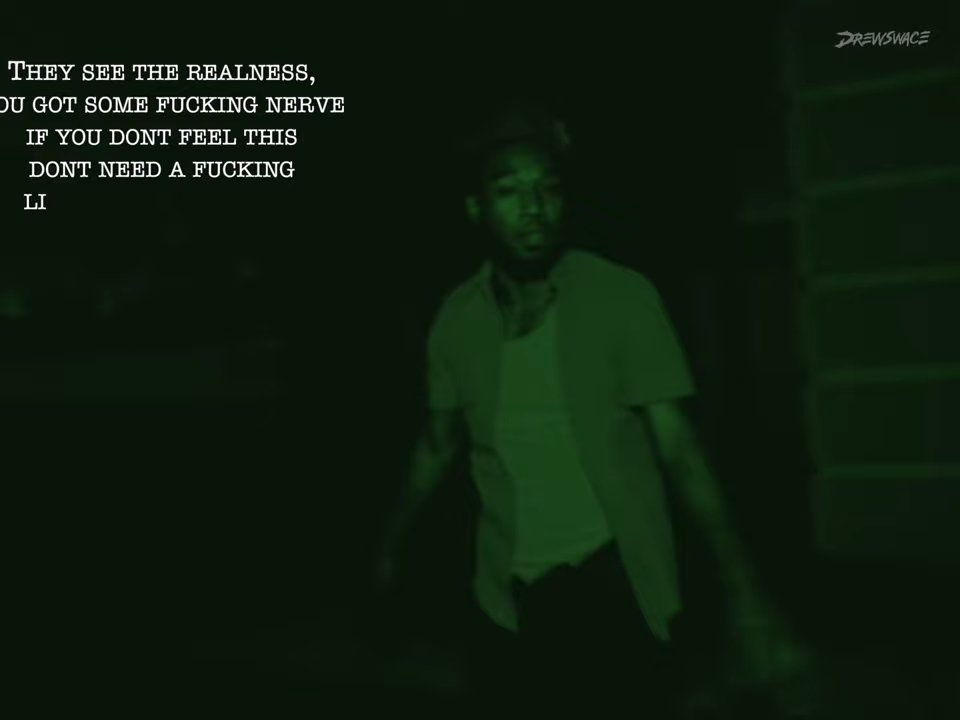 DREWSWACE
THEY SEE THE REALNESS,
OU GOT SOME FUCKING NERVE
IF YOU DONT FEEL THIS
DONT NEED A FUCKING
LI